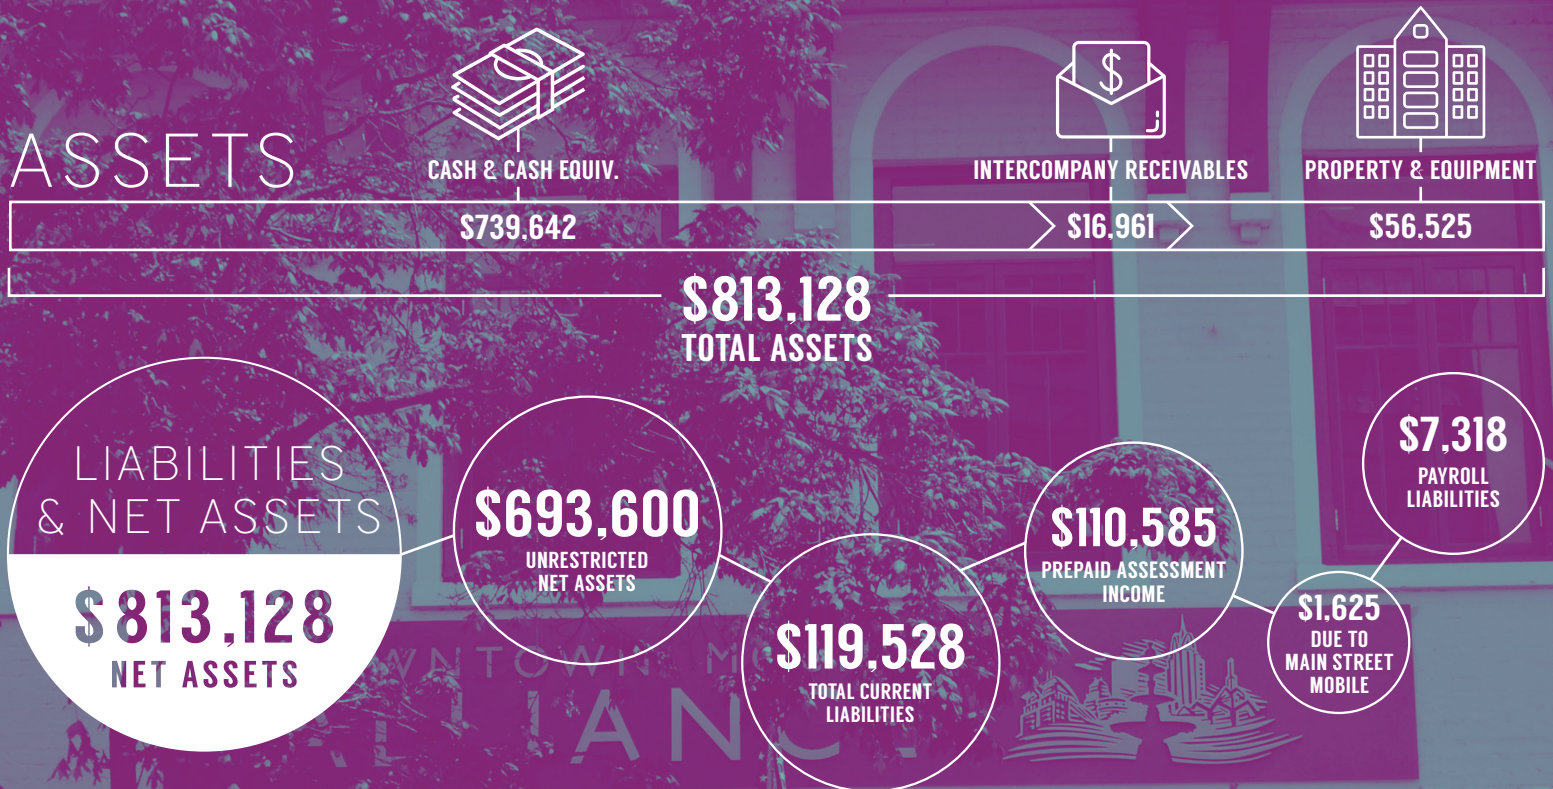 ASSETS
CASH & CASH EQUIV.
INTERCOMPANY RECEIVABLES
PROPERTY & EQUIPMENT
$739,642
$16,961
$56,525
$813,128
TOTAL ASSETS
LIABILITIES
& NET ASSETS
$813,128
NET ASSETS
$693,600
UNRESTRICTED
NET ASSETS
$119,528
TOTAL CURRENT
LIABILITIES
$110,585
PREPAID ASSESSMENT
INCOME
$1,625
DUE TO
MAIN STREET
MOBILE
$7,318
PAYROLL
LIABILITIES